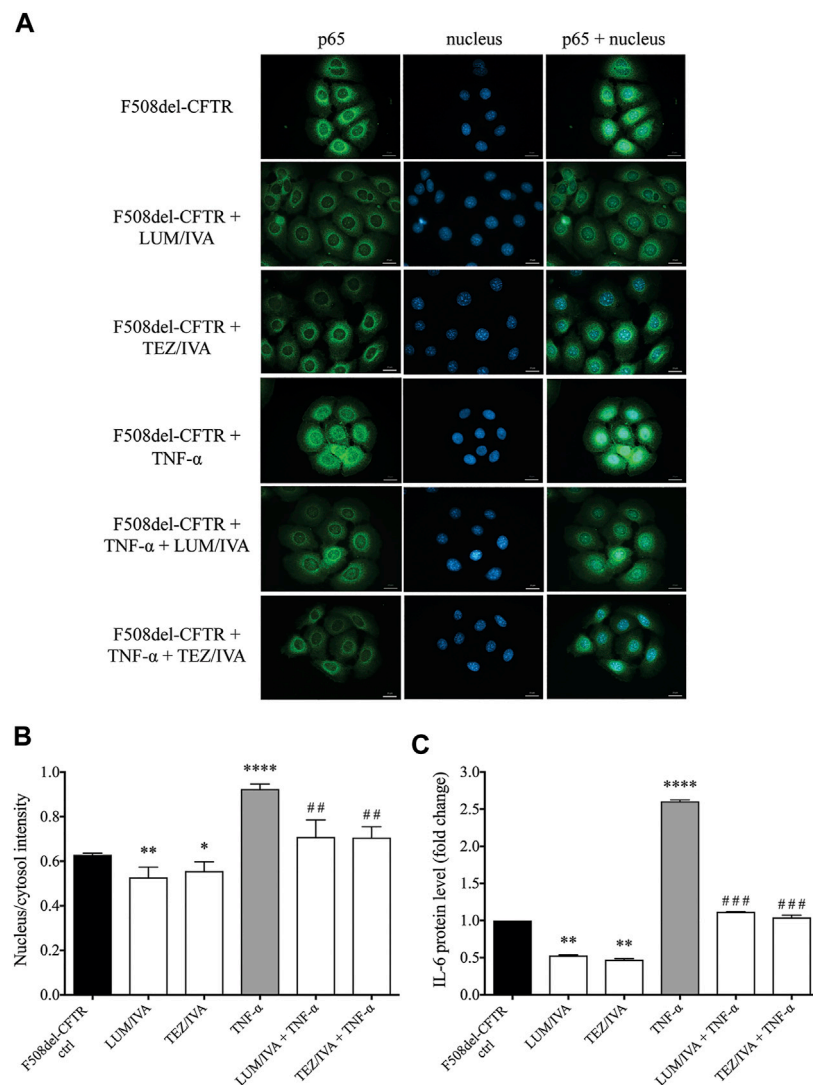 A
p65 nucleus p65 + nucleus
F508del-CFTR
F508del-CFTR +
LUM/IVA
F508del-CFTR +
TEZ/IVA
F508del-CFTR +
TNF-α
F508del-CFTR +
TNF-α + LUM/IVA
F508del-CFTR +
TNF-α + TEZ/IVA
B
Nucleus/cytosol intensity
1.0
0.8
0.6
0.4
0.2
0.0
**
*
****
##
##
F508del-CFTR
ctrl
LUM/IVA
TEZ/IVA
TNF-α
LUM/IVA + TNF-α
TEZ/IVA + TNF-α
C
IL-6 protein level (fold change)
3.0
2.5
2.0
1.5
1.0
0.5
0.0
**
**
****
###
###
F508del-CFTR
ctrl
LUM/IVA
TEZ/IVA
TNF-α
LUM/IVA + TNF-α
TEZ/IVA + TNF-α